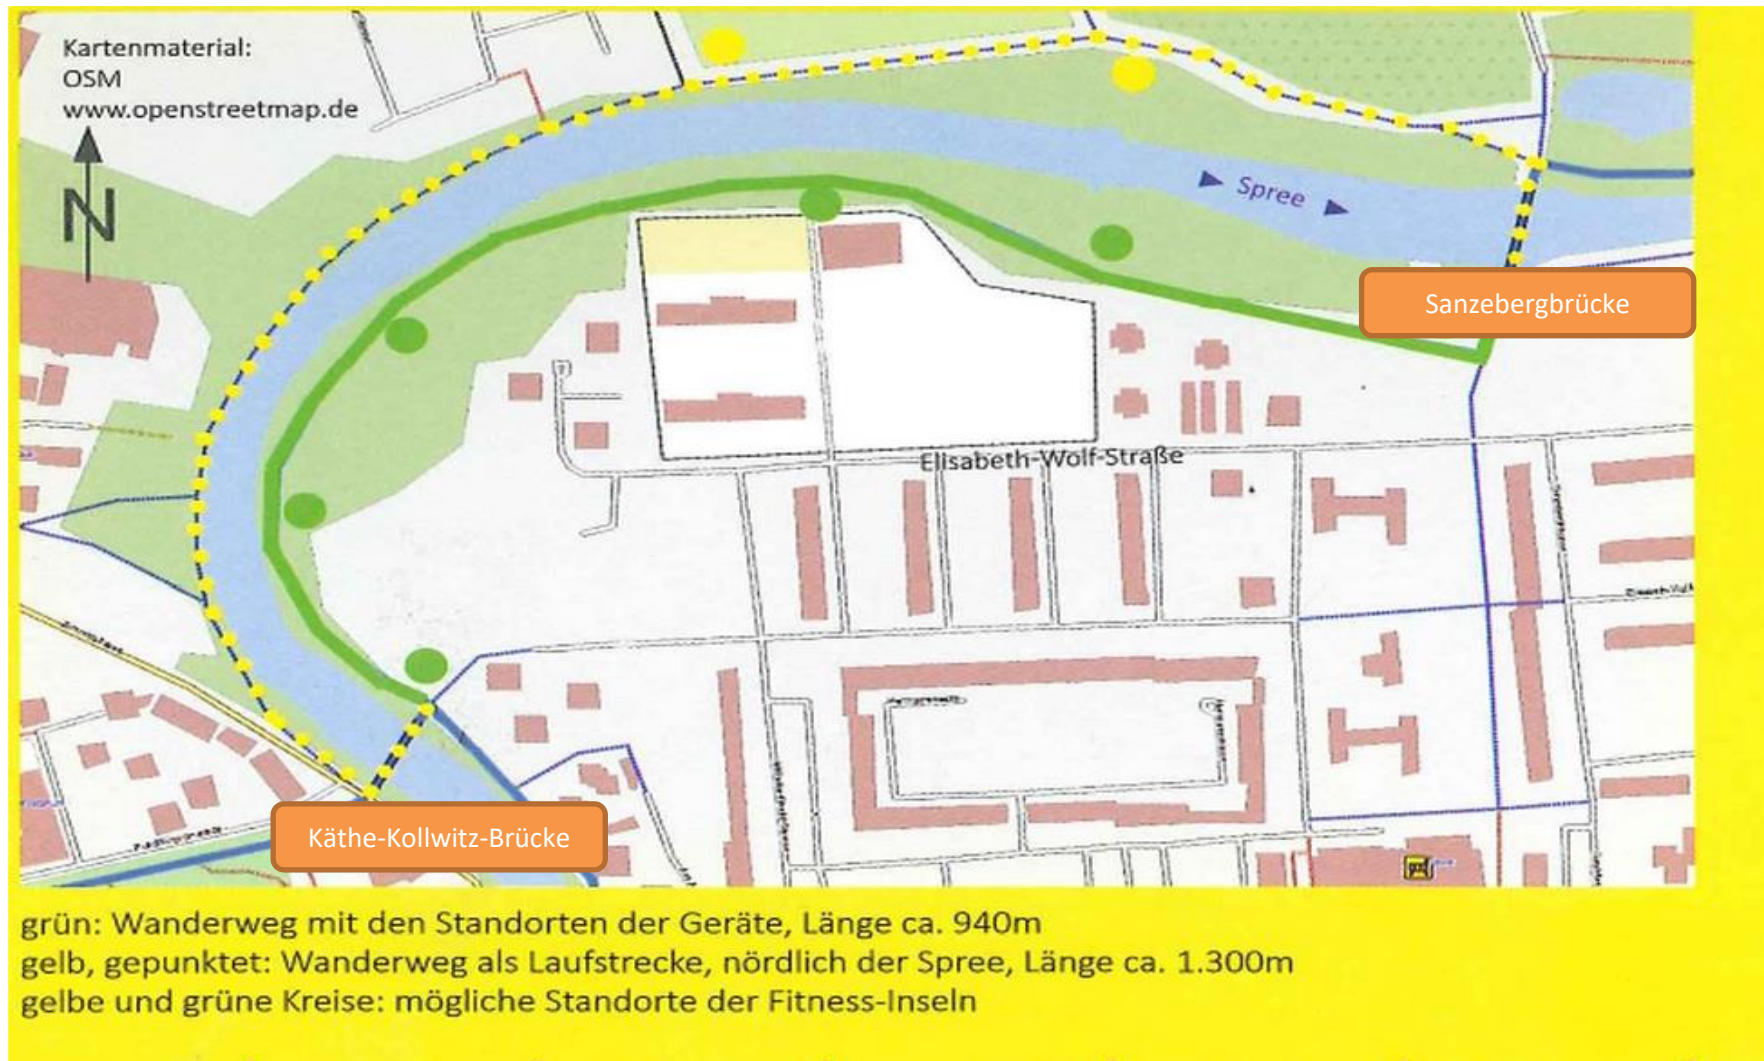 Kartenmaterial:
OSM
www.openstreetmap.de
N
Spree
Sanzebergbrücke
Elisabeth-Wolf-Straße
Käthe-Kollwitz-Brücke
grün: Wanderweg mit den Standorten der Geräte, Länge ca. 940m
gelb, gepunktet: Wanderweg als Laufstrecke, nördlich der Spree, Länge ca. 1.300m
gelbe und grüne Kreise: mögliche Standorte der Fitness-Inseln